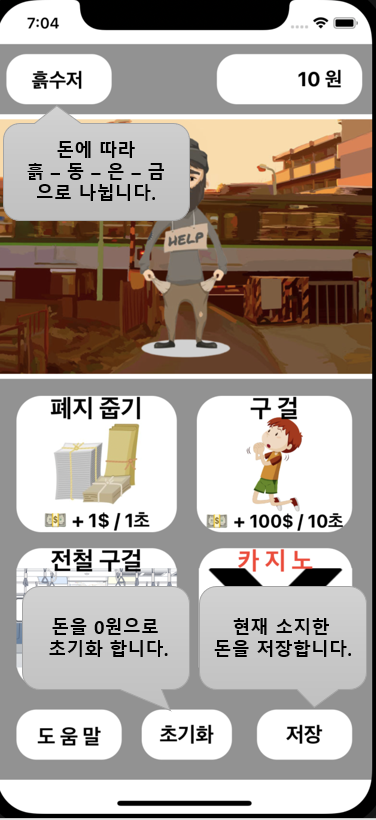 7:04
흙수저
10 원
돈에 따라
흙 – 동 – 은 – 금
으로 나뉩니다.
HELP
폐지 줍기
구 걸
+ 1$ / 1초
+ 100$ / 10초
전철 구걸
카 지 노
돈을 0원으로
초기화 합니다.
현재 소지한
돈을 저장합니다.
도 움 말
초기화
저장